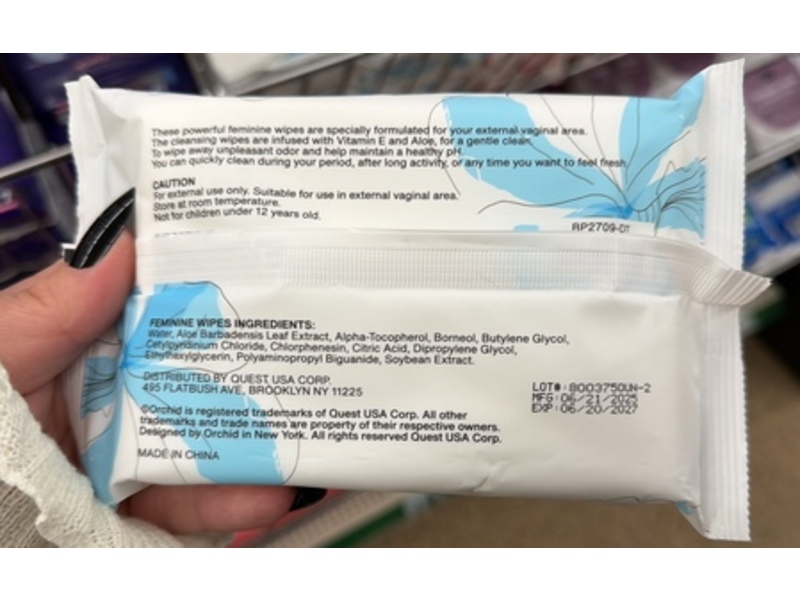 These powerful feminine wipes are specially formulated for your external vaginal area.
The cleansing wipes are infused with Vitamin E and Aloe, for a gentle clean.
To wipe away unpleasant odor and help maintain a healthy pH.
You can quickly clean during your period, after long activity, or any time you want to feel fresh.
CAUTION
For external use only. Suitable for use in external vaginal area.
Store at room temperature.
Not for children under 12 years old.
RP2709-DT
FEMININE WIPES INGREDIENTS:
Water, Aloe Barbadensis Leaf Extract, Alpha-Tocopherol, Borneol, Butylene Glycol,
Cetylpyridinium Chloride, Chlorphenesin, Citric Acid, Dipropylene Glycol,
Ethylhexylglycerin, Polyaminopropyl Biguanide, Soybean Extract.
DISTRIBUTED BY QUEST USA CORP.
495 FLATBUSH AVE, BROOKLYN NY 11225
LOT#:8003750UN-2
MFG:06/21/2025
EXP:06/20/2027
©Orchid is registered trademarks of Quest USA Corp. All other
trademarks and trade names are property of their respective owners.
Designed by Orchid in New York. All rights reserved Quest USA Corp.
MADE IN CHINA